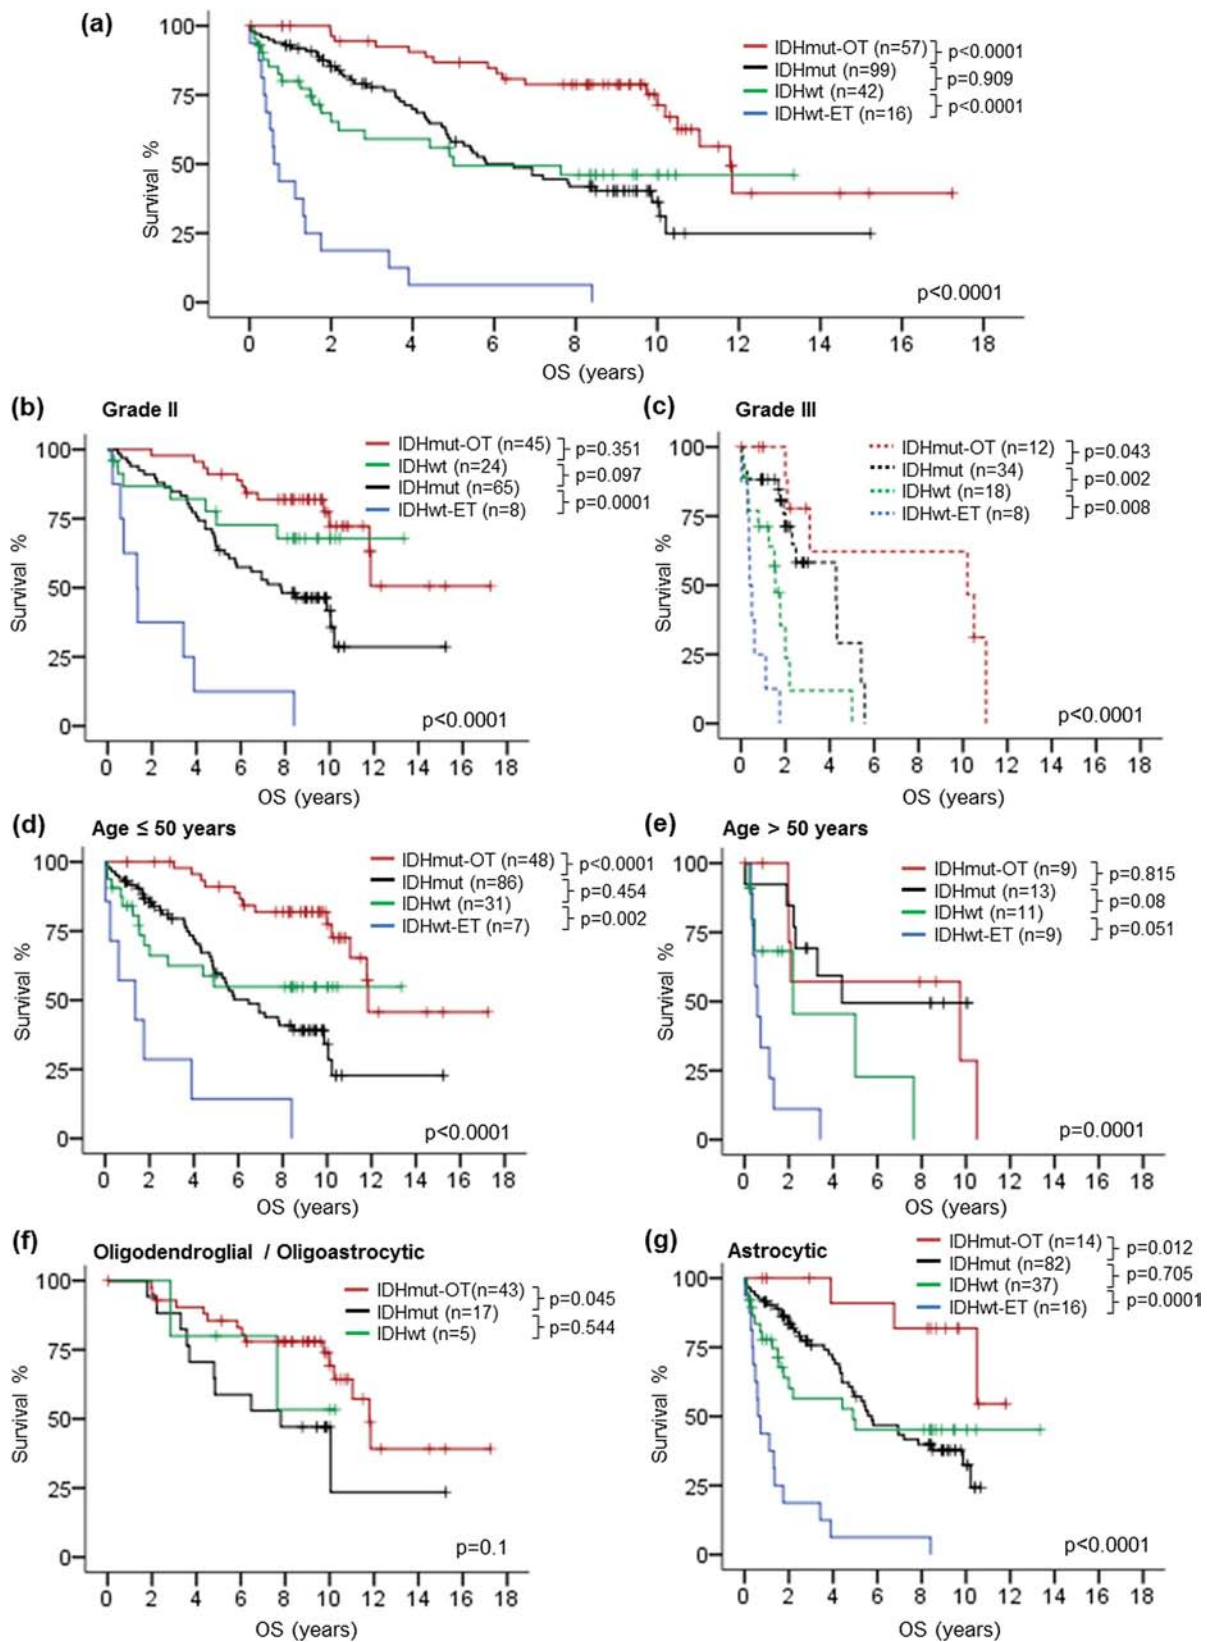 (a)
100
75
50
25
0
Survival %
IDHmut-OT (n=57)
IDHmut (n=99)
IDHwt (n=42)
IDHwt-ET (n=16)
p<0.0001
p=0.909
p<0.0001
p<0.0001
0 2 4 6 8 10 12 14 16 18
OS (years)
(b) Grade II
100
75
50
25
0
Survival %
IDHmut-OT (n=45)
IDHwt (n=24)
IDHmut (n=65)
IDHwt-ET (n=8)
p=0.351
p=0.097
p=0.0001
p<0.0001
0 2 4 6 8 10 12 14 16 18
OS (years)
(c) Grade III
100
75
50
25
0
Survival %
IDHmut-OT (n=12)
IDHmut (n=34)
IDHwt (n=18)
IDHwt-ET (n=8)
p=0.043
p=0.002
p=0.008
p<0.0001
0 2 4 6 8 10 12 14 16 18
OS (years)
(d) Age ≤ 50 years
100
75
50
25
0
Survival %
IDHmut-OT (n=48)
IDHmut (n=86)
IDHwt (n=31)
IDHwt-ET (n=7)
p<0.0001
p=0.454
p=0.002
p<0.0001
0 2 4 6 8 10 12 14 16 18
OS (years)
(e) Age > 50 years
100
75
50
25
0
Survival %
IDHmut-OT (n=9)
IDHmut (n=13)
IDHwt (n=11)
IDHwt-ET (n=9)
p=0.815
p=0.08
p=0.051
p=0.0001
0 2 4 6 8 10 12 14 16 18
OS (years)
(f) Oligodendroglial / Oligoastrocytic
100
75
50
25
0
Survival %
IDHmut-OT(n=43)
IDHmut (n=17)
IDHwt (n=5)
p=0.045
p=0.544
p=0.1
0 2 4 6 8 10 12 14 16 18
OS (years)
(g) Astrocytic
100
75
50
25
0
Survival %
IDHmut-OT (n=14)
IDHmut (n=82)
IDHwt (n=37)
IDHwt-ET (n=16)
p=0.012
p=0.705
p=0.0001
p<0.0001
0 2 4 6 8 10 12 14 16 18
OS (years)